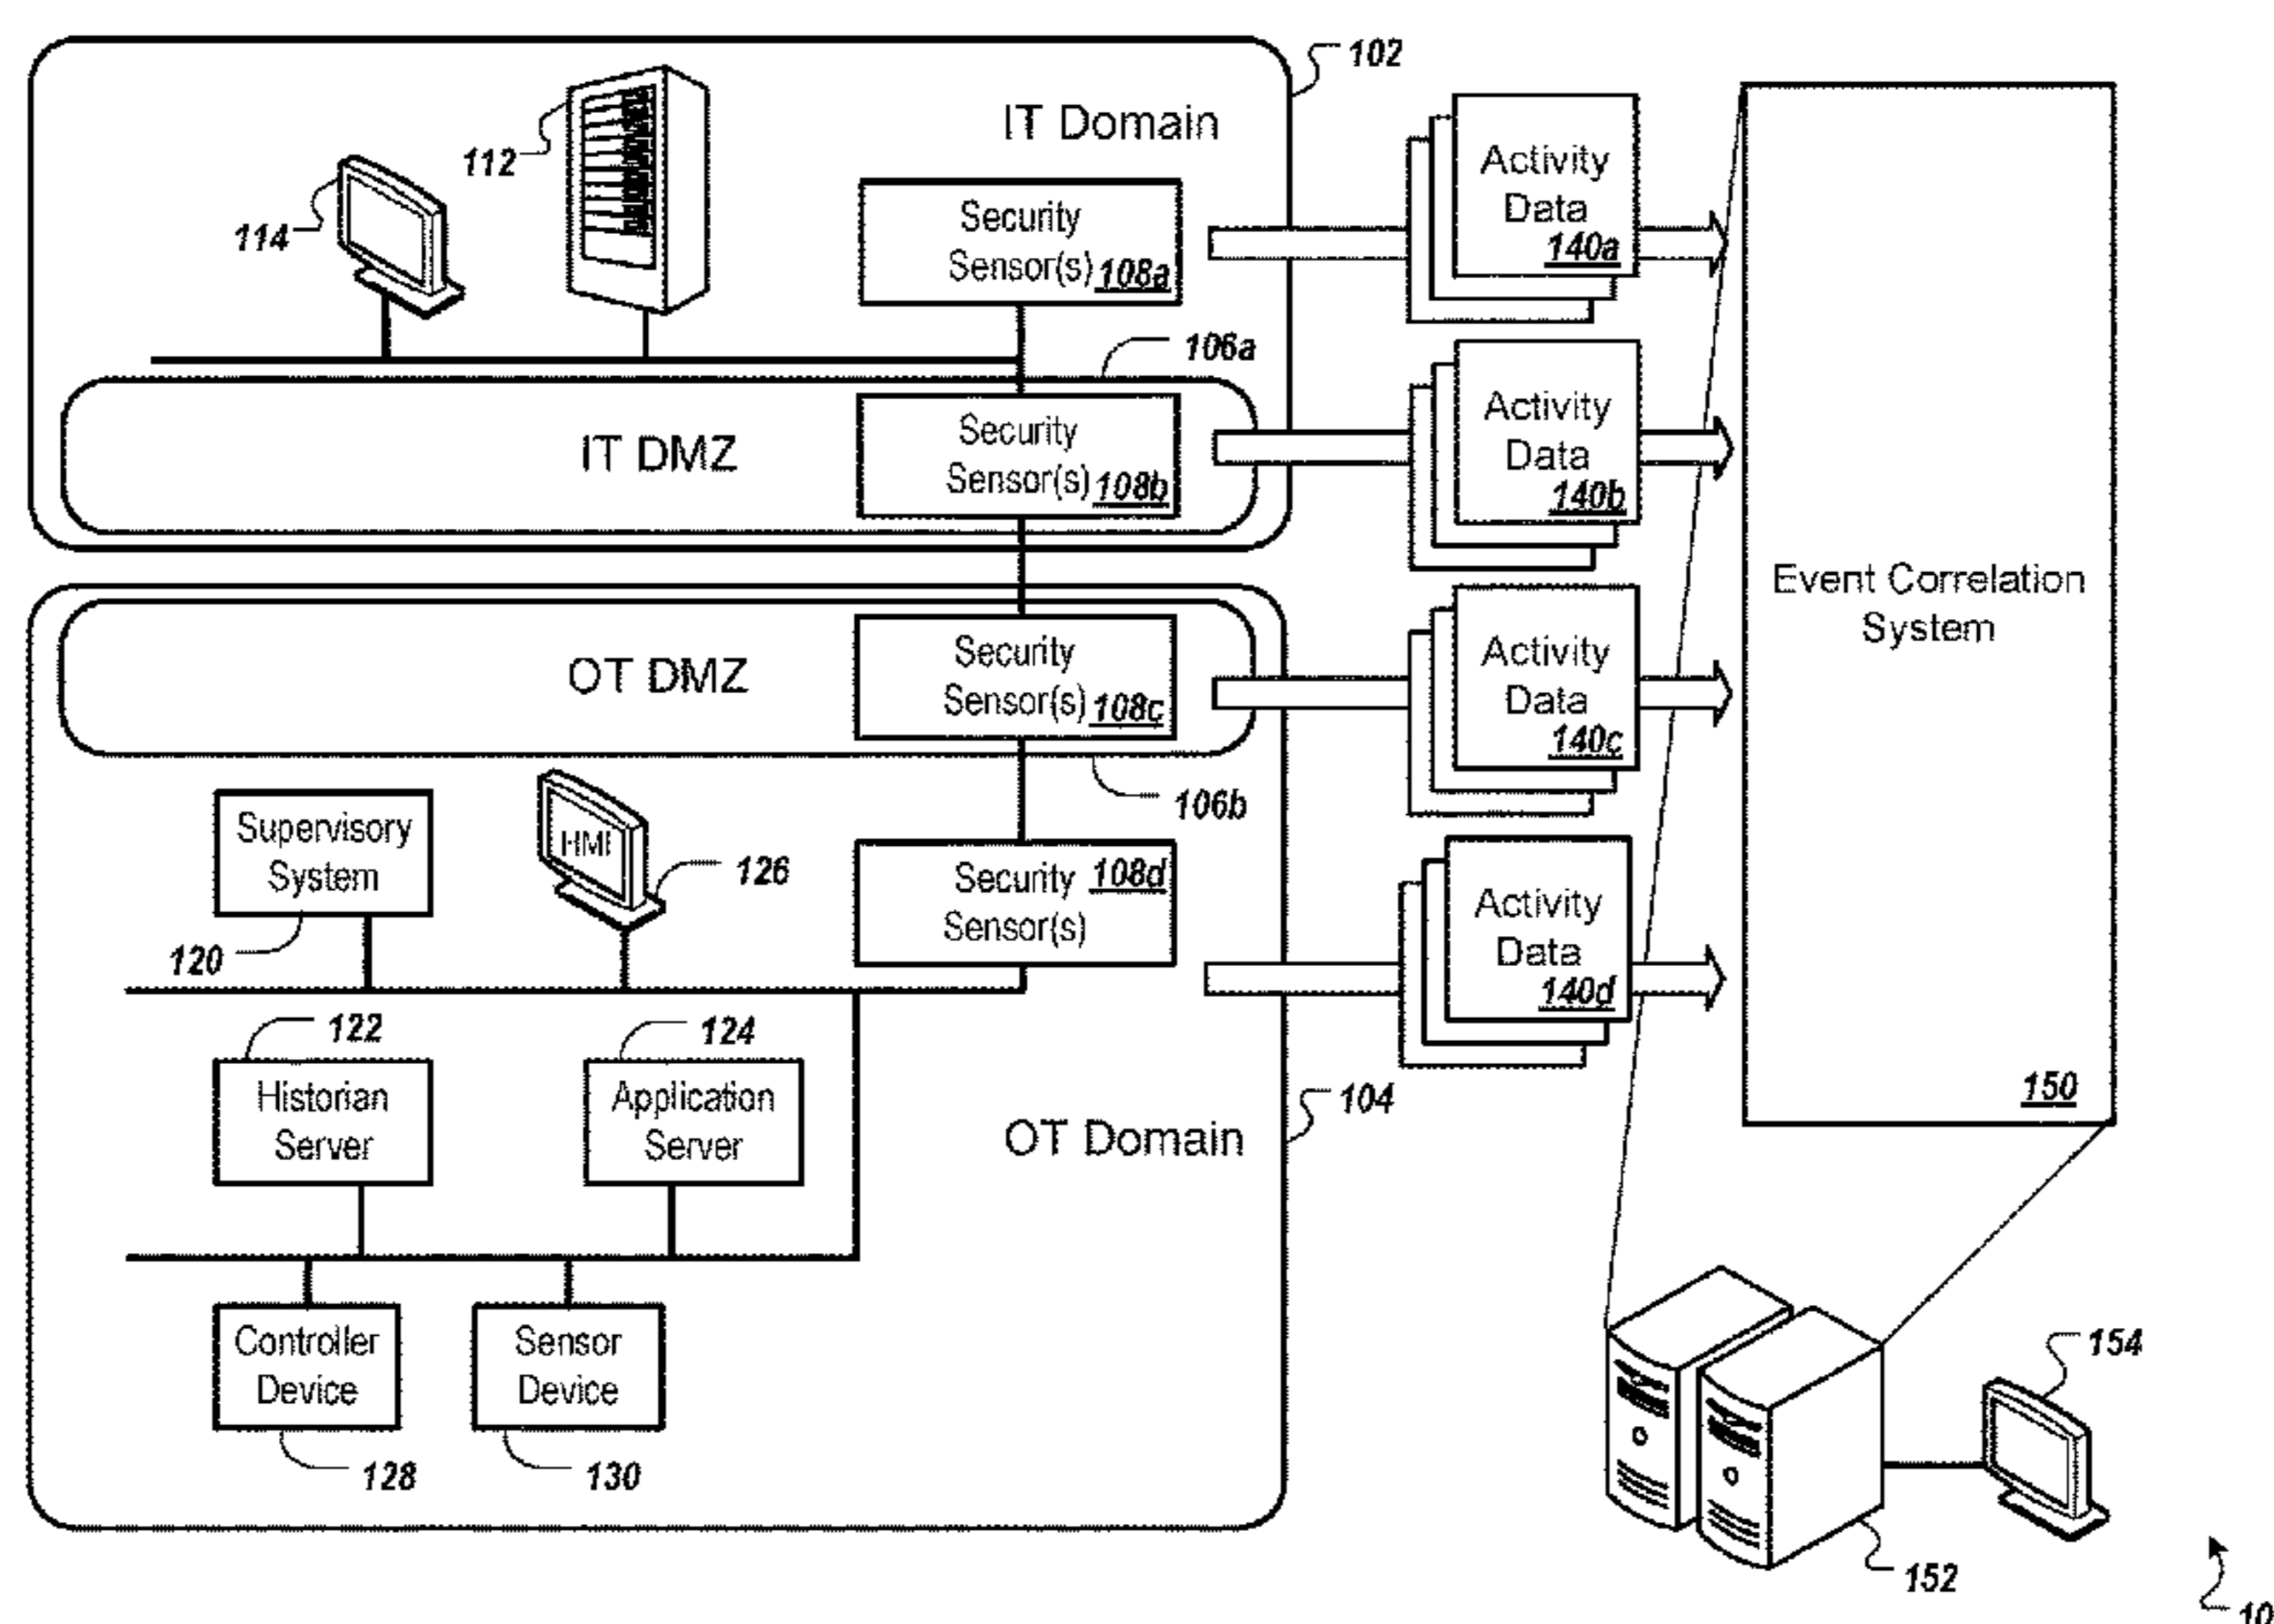 102
IT Domain
112
114
Security
Sensor(s) 108a
Activity
Data
140a
106a
IT DMZ
Security
Sensor(s) 108b
Activity
Data
140b
Event Correlation
System
150
OT DMZ
Security
Sensor(s) 108c
Activity
Data
140c
106b
Supervisory
System
120
HMI
126
Security 108d
Sensor(s)
Activity
Data
140d
122
Historian
Server
124
Application
Server
OT Domain
104
Controller
Device
128
Sensor
Device
130
154
152